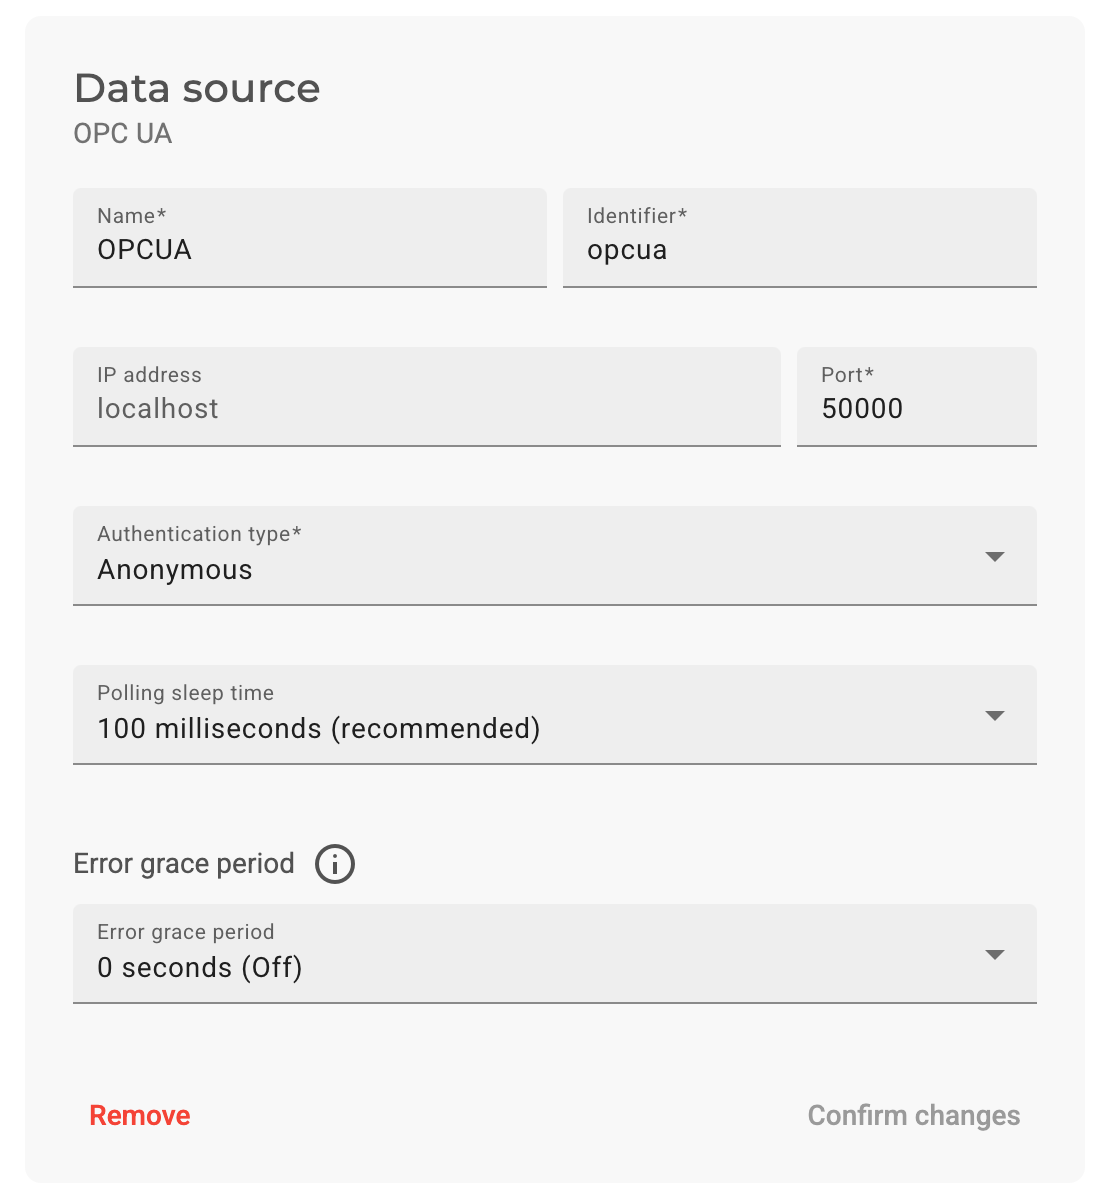 Data source
OPC UA
Name*
OPCUA
Identifier*
opcua
IP address
localhost
Port*
50000
Authentication type*
Anonymous
Polling sleep time
100 milliseconds (recommended)
Error grace period
Error grace period
0 seconds (Off)
Remove
Confirm changes